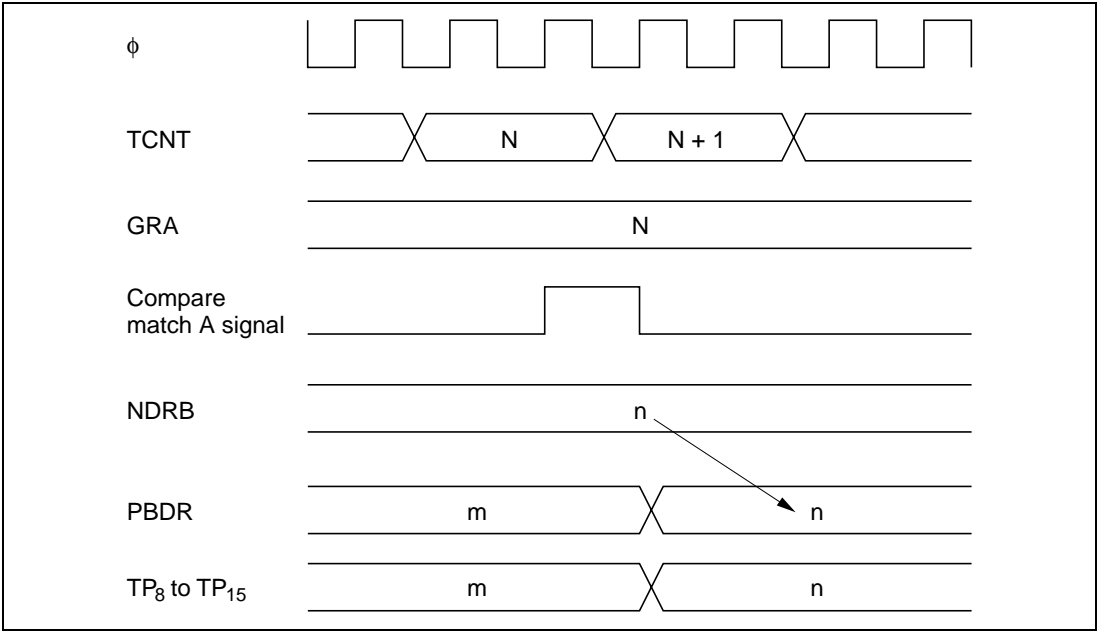 ϕ
TCNT
N
N + 1
GRA
N
Compare
match A signal
NDRB
n
PBDR
m
n
TP8 to TP15
m
n